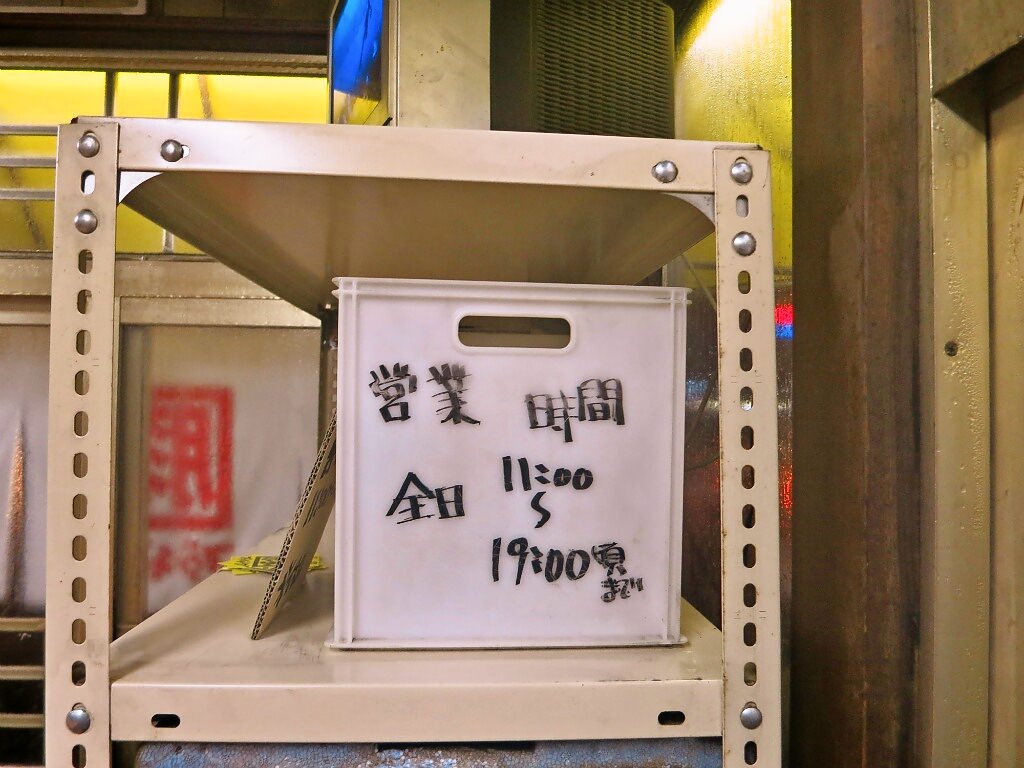 営業 時間
全日 11:00
〜
19:00頃
まで